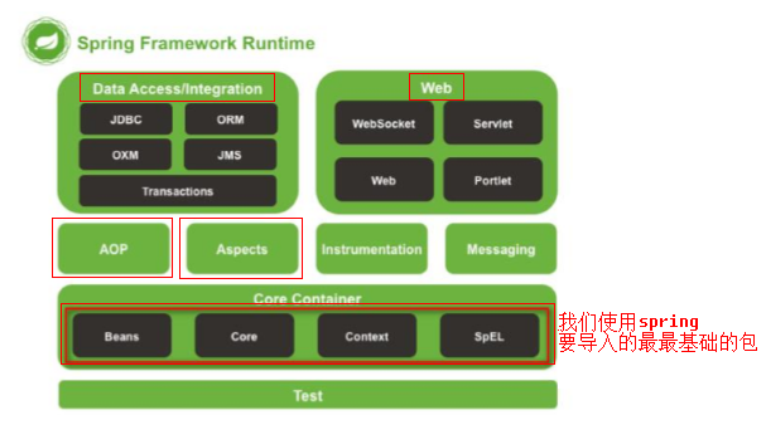 Spring Framework Runtime
Data Access/Integration
Web
JDBC
ORM
WebSocket
Servlet
OXM
JMS
Web
Portlet
Transactions
AOP
Aspects
Instrumentation
Messaging
Core Container
Beans
Core
Context
SpEL
我们使用spring
要导入的最最基础的包
Test